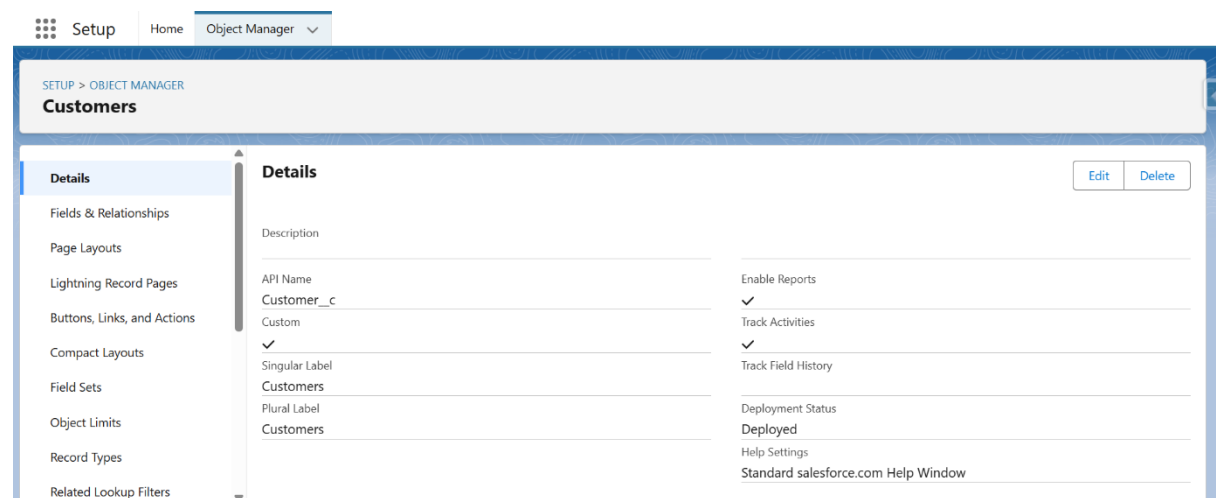 Setup Home Object Manager
SETUP > OBJECT MANAGER
Customers
Details
Fields & Relationships
Page Layouts
Lightning Record Pages
Buttons, Links, and Actions
Compact Layouts
Field Sets
Object Limits
Record Types
Related Lookup Filters
Details
Edit Delete
Description
API Name
Customer__c
Custom
Singular Label
Customers
Plural Label
Customers
Enable Reports
Track Activities
Track Field History
Deployment Status
Deployed
Help Settings
Standard salesforce.com Help Window